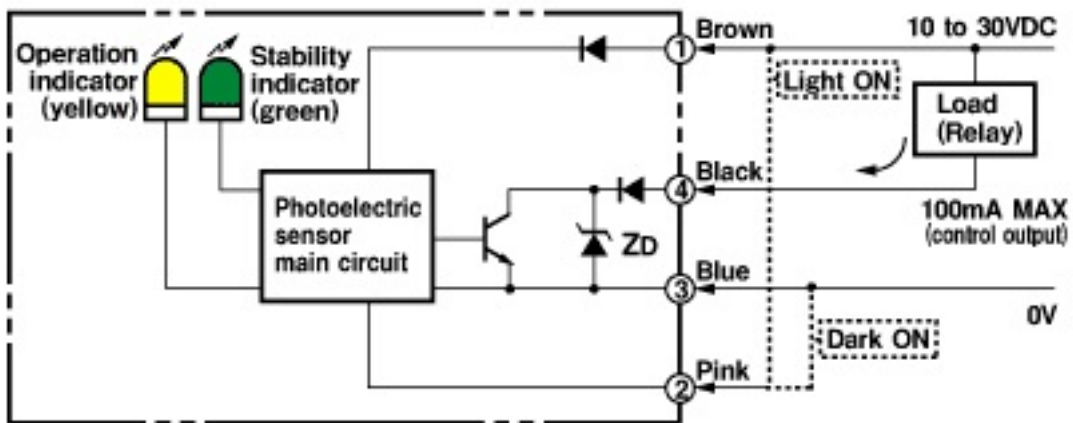 Operation
indicator
(yellow)
Stability
indicator
(green)
Photoelectric
sensor
main circuit
ZD
① Brown
10 to 30VDC
Light ON
Load
(Relay)
④ Black
100mA MAX
(control output)
③ Blue
0V
Dark ON
② Pink